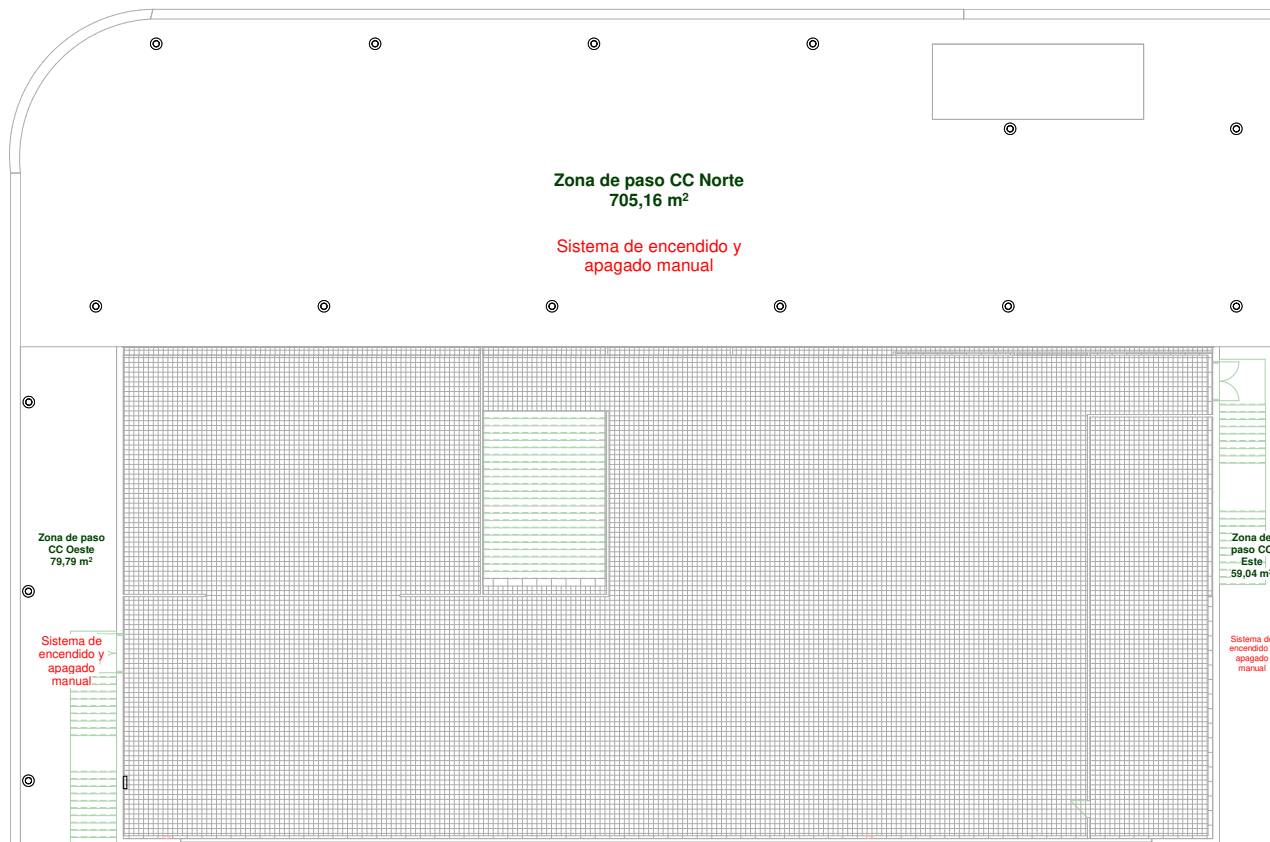 Zona de paso CC Norte
705,16 m²
Sistema de encendido y
apagado manual
Zona de paso
CC Oeste
79,79 m²
Sistema de
encendido y
apagado
manual
Zona de
paso CC
Este
59,04 m²
Sistema de
encendido
apagado
manual